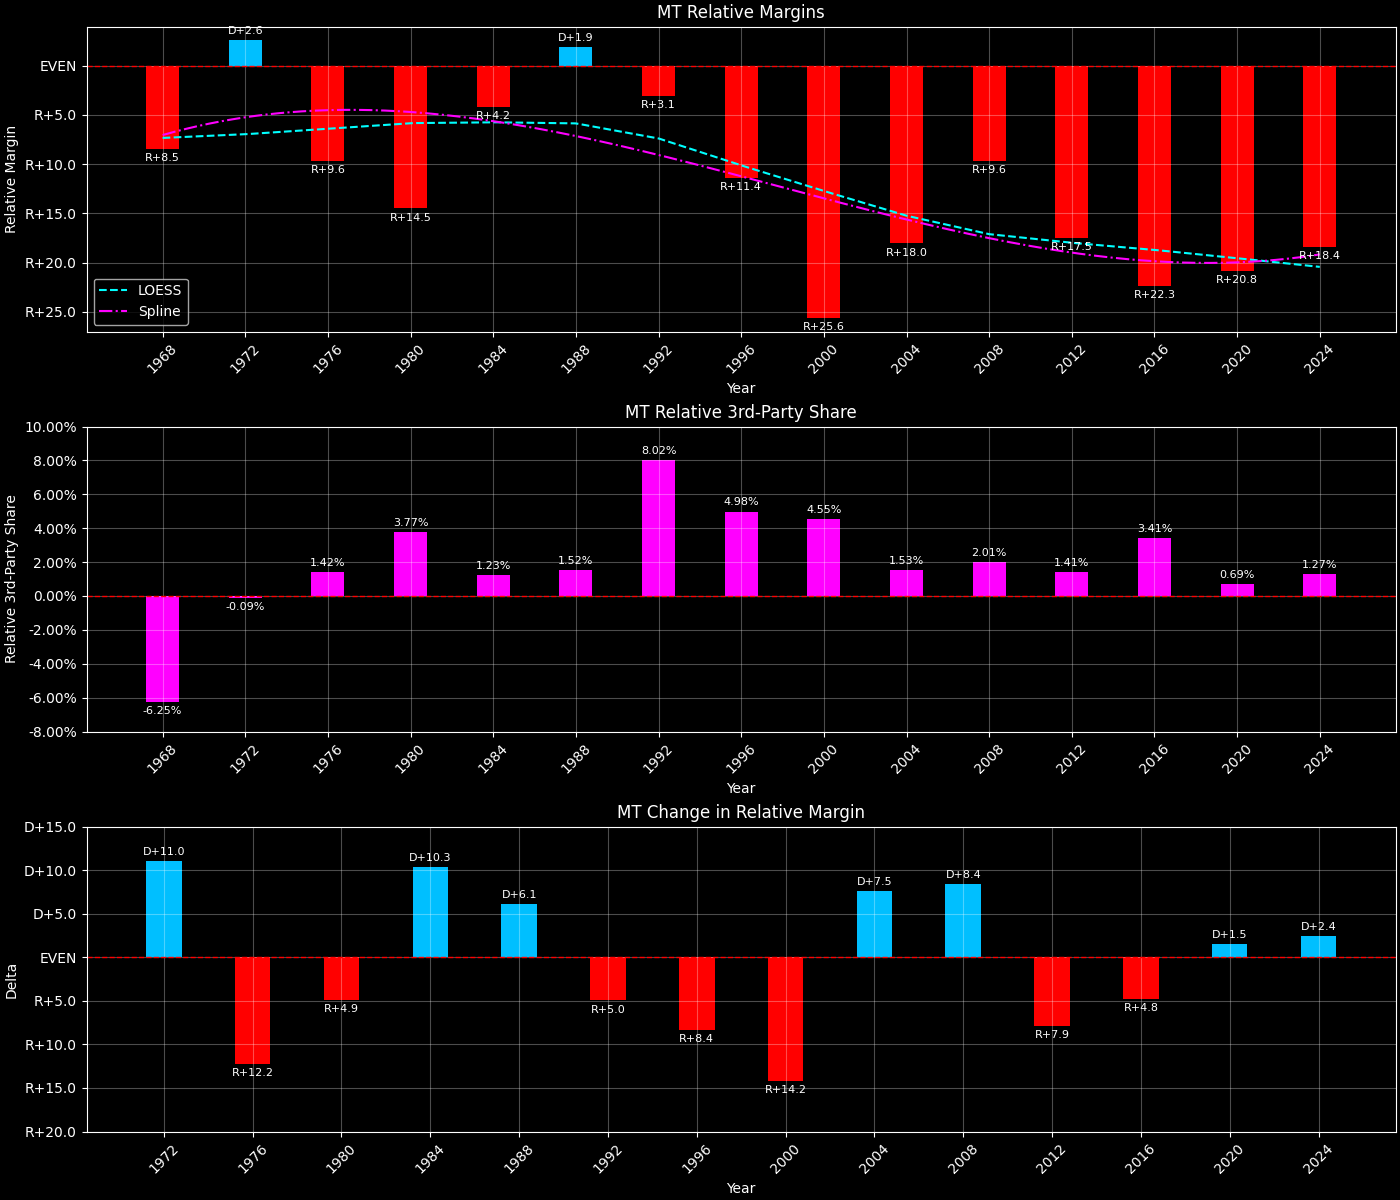 MT Relative Margins
Relative Margin
EVEN
R+5.0
R+10.0
R+15.0
R+20.0
R+25.0
R+8.5
D+2.6
R+9.6
R+14.5
R+4.2
D+1.9
R+3.1
R+11.4
R+25.6
R+18.0
R+9.6
R+17.5
R+22.3
R+20.8
R+18.4
LOESS
Spline
1968
1972
1976
1980
1984
1988
1992
1996
2000
2004
2008
2012
2016
2020
2024
Year
MT Relative 3rd-Party Share
Relative 3rd-Party Share
10.00%
8.00%
6.00%
4.00%
2.00%
0.00%
-2.00%
-4.00%
-6.00%
-8.00%
-6.25%
-0.09%
1.42%
3.77%
1.23%
1.52%
8.02%
4.98%
4.55%
1.53%
2.01%
1.41%
3.41%
0.69%
1.27%
1968
1972
1976
1980
1984
1988
1992
1996
2000
2004
2008
2012
2016
2020
2024
Year
MT Change in Relative Margin
Delta
D+15.0
D+10.0
D+5.0
EVEN
R+5.0
R+10.0
R+15.0
R+20.0
D+11.0
R+12.2
R+4.9
D+10.3
D+6.1
R+5.0
R+8.4
R+14.2
D+7.5
D+8.4
R+7.9
R+4.8
D+1.5
D+2.4
1972
1976
1980
1984
1988
1992
1996
2000
2004
2008
2012
2016
2020
2024
Year